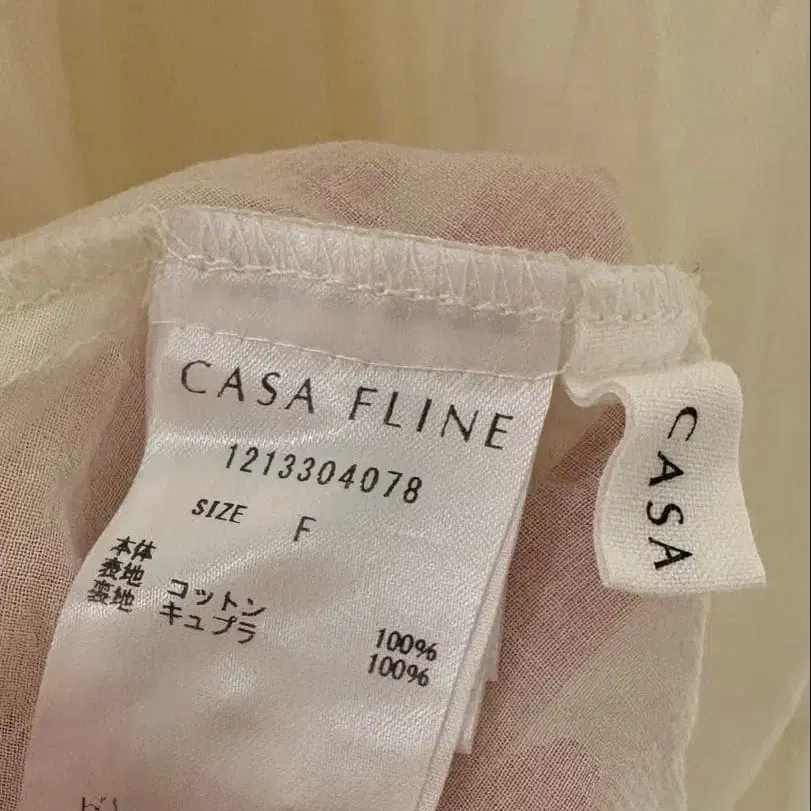 CASA FLINE
1213304078
SIZE F
本体
表地 コットン 100%
裏地 キュプラ 100%
CASA